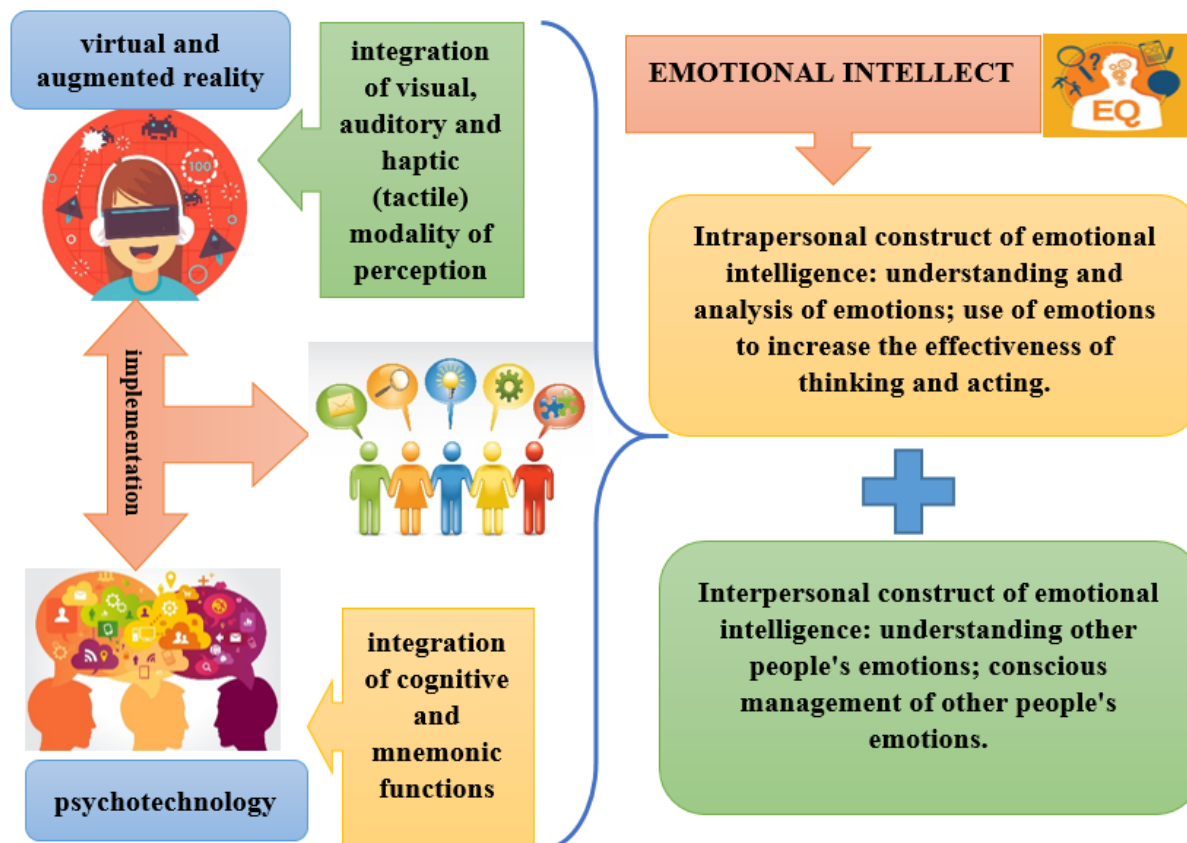 virtual and
augmented reality
integration
of visual,
auditory and
haptic
(tactile)
modality of
perception
100
implementation
psychotechnology
integration
of cognitive
and
mnemonic
functions
EMOTIONAL INTELLECT
?
EQ
Intrapersonal construct of emotional
intelligence: understanding and
analysis of emotions; use of emotions
to increase the effectiveness of
thinking and acting.
Interpersonal construct of emotional
intelligence: understanding other
people's emotions; conscious
management of other people's
emotions.